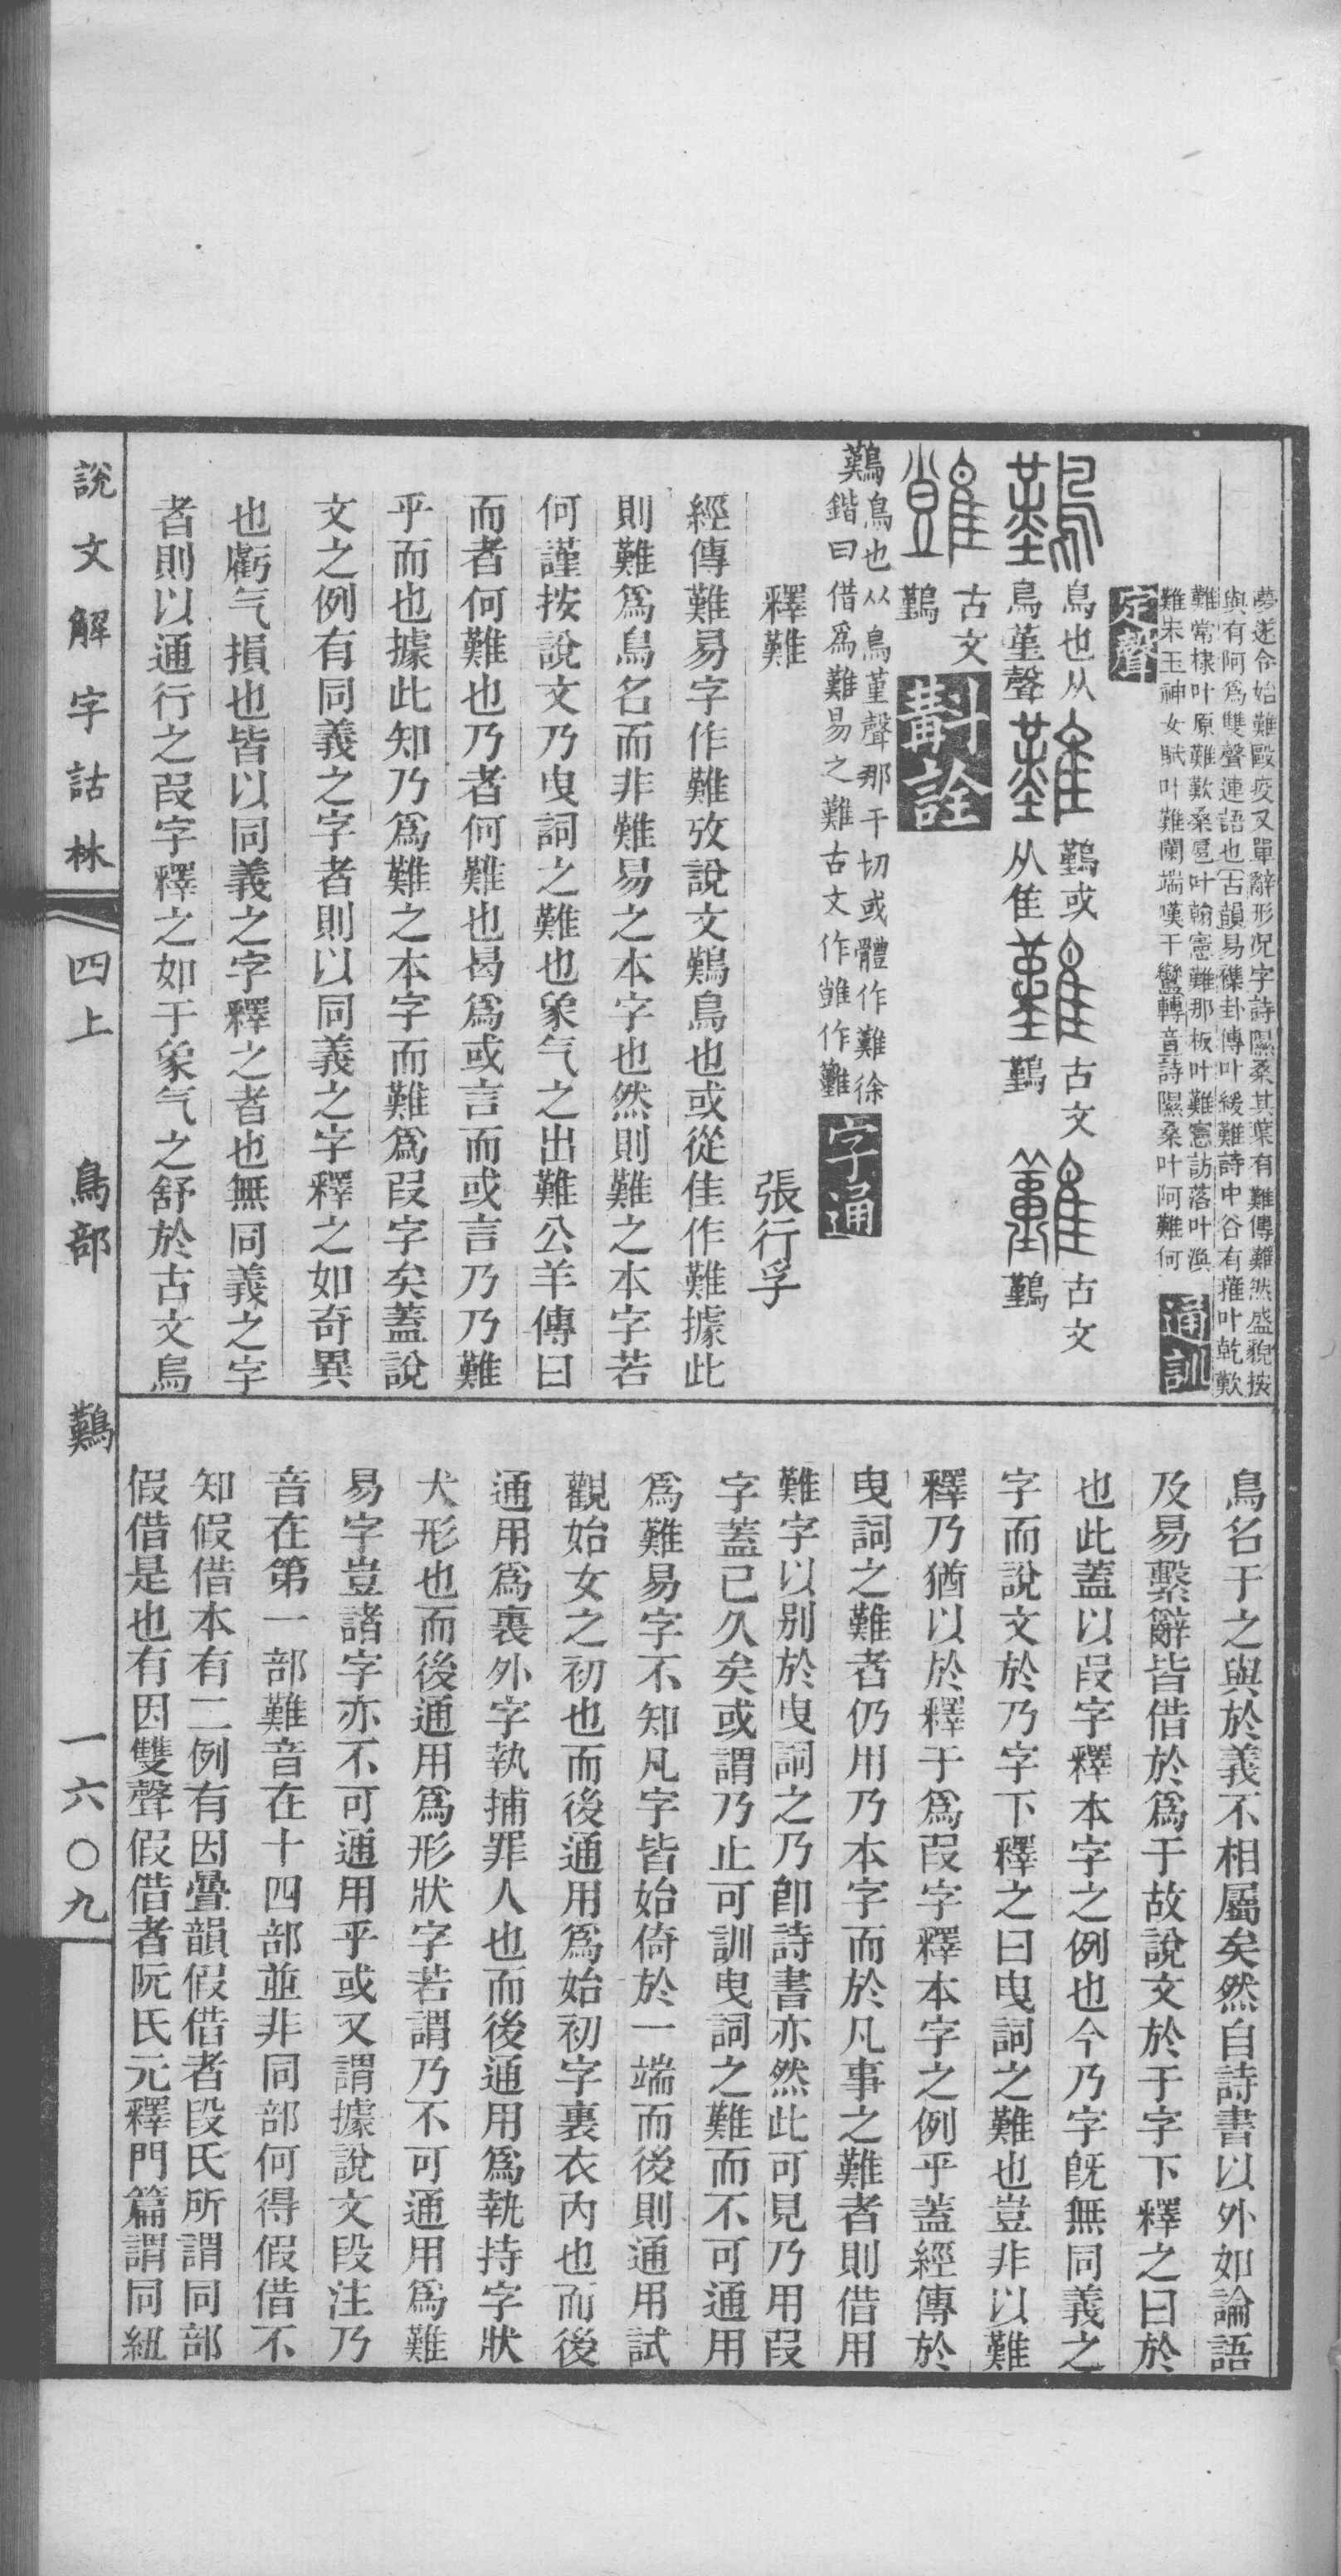 夢遂令始難毆疫又單辭形況字詩隰桑其葉有難傳難然盛貌按
與有阿爲雙聲連語也古韻易襍卦傳叶緩難詩中谷有蓷叶乾歎
難常棣叶原難歎桑扈叶翰憲難那板叶難憲訪落叶渙
難朱玉神女賦叶難闌端嘆干鸞轉音詩隰桑叶阿難何
通訓
定聲
鳥也从
鳥堇聲
鷬或
从隹
古文
鷬
古文
鷬
古文
鷬
斠詮
鷬鳥也从鳥堇聲那干切或體作難徐
鍇曰借爲難易之難古文作
字通
釋難
張行孚
經傳難易字作難攷說文鷬鳥也或從隹作難據此
則難爲鳥名而非難易之本字也然則難之本字若
何謹按說文乃曳詞之難也象气之出難公羊傳曰
而者何難也乃者何難也曷爲或言而或言乃乃難
乎而也據此知乃爲難之本字而難爲叚字矣蓋說
文之例有同義之字者則以同義之字釋之如奇異
也虧气損也皆以同義之字釋之者也無同義之字
者則以通行之叚字釋之如于象气之舒於古文烏
鳥名于之與於義不相屬矣然自詩書以外如論語
及易繫辭皆借於爲于故說文於于字下釋之曰於
也此蓋以叚字釋本字之例也今乃字旣無同義之
字而說文於乃字下釋之曰曳詞之難也豈非以難
釋乃猶以於釋于爲叚字釋本字之例乎蓋經傳於
曳詞之難者仍用乃本字而於凡事之難者則借用
難字以別於曳詞之乃卽詩書亦然此可見乃用叚
字蓋已久矣或謂乃止可訓曳詞之難而不可通用
爲難易字不知凡字皆始倚於一端而後則通用試
觀始女之初也而後通用爲始初字裏衣內也而後
通用爲裏外字執捕罪人也而後通用爲執持字狀
犬形也而後通用爲形狀字若謂乃不可通用爲難
易字豈諸字亦不可通用乎或又謂據說文段注乃
音在第一部難音在十四部並非同部何得假借不
知假借本有二例有因疊韻假借者段氏所謂同部
假借是也有因雙聲假借者阮氏元釋門篇謂同紐
說文解字詁林
四上
鳥部
鷬
一六〇九